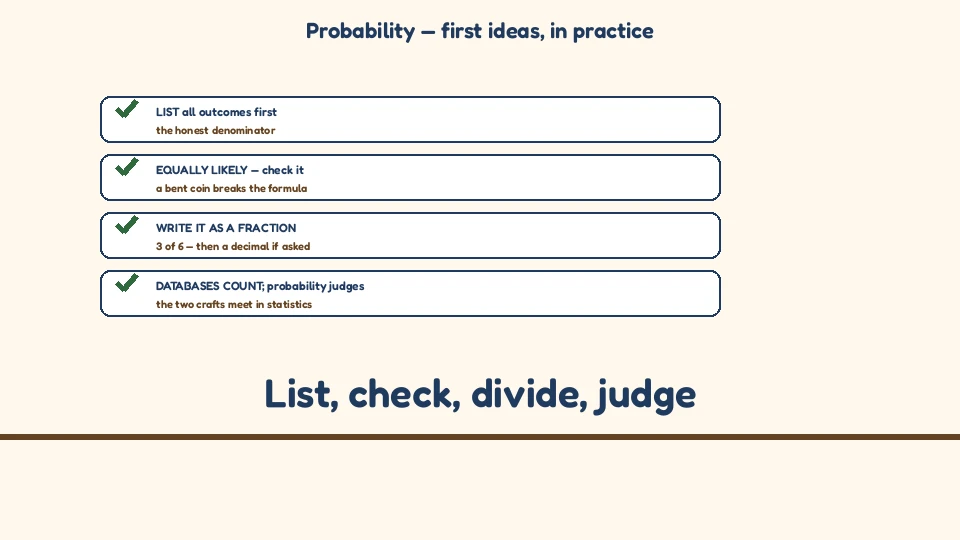 Probability — first ideas, in practice
LIST all outcomes first
the honest denominator
EQUALLY LIKELY — check it
a bent coin breaks the formula
WRITE IT AS A FRACTION
3 of 6 — then a decimal if asked
DATABASES COUNT; probability judges
the two crafts meet in statistics
List, check, divide, judge